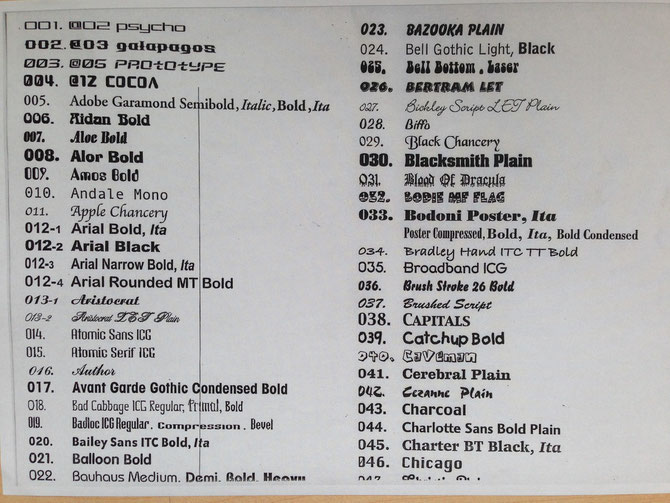 001. @02 psycho
002. @03 galapagos
003. @05 PROTOTYPE
004. @12 COCOA
005. Adobe Garamond Semibold, Italic, Bold, Ita
006. Aidan Bold
007. Aloe Bold
008. Alor Bold
009. Amos Bold
010. Andale Mono
011. Apple Chancery
012-1 Arial Bold, Ita
012-2 Arial Black
012-3 Arial Narrow Bold, Ita
012-4 Arial Rounded MT Bold
013-1 Aristocrat
013-2 Aristocrat LET Plain
014. Atomic Sans ICG
015. Atomic Serif ICG
016. Author
017. Avant Garde Gothic Condensed Bold
018. Bad Cabbage ICG Regular, Primal, Bold
019. Badloc ICG Regular. Compression. Bevel
020. Bailey Sans ITC Bold, Ita
021. Balloon Bold
022. Bauhaus Medium, Demi, Bold, Heavy
023. BAZOOKA PLAIN
024. Bell Gothic Light, Black
025. Bell Bottom. Laser
026. BERTRAM LET
027. Bickley Script LET Plain
028. Biffo
029. Black Chancery
030. Blacksmith Plain
031. Blood Of Dracula
032. BODIE MF FLAG
033. Bodoni Poster, Ita
Poster Compressed, Bold, Ita, Bold Condensed
034. Bradley Hand ITC TT Bold
035. Broadband ICG
036. Brush Stroke 26 Bold
037. Brushed Script
038. CAPITALS
039. Catchup Bold
040. CaVeman
041. Cerebral Plain
042. Cezanne Plain
043. Charcoal
044. Charlotte Sans Bold Plain
045. Charter BT Black, Ita
046. Chicago